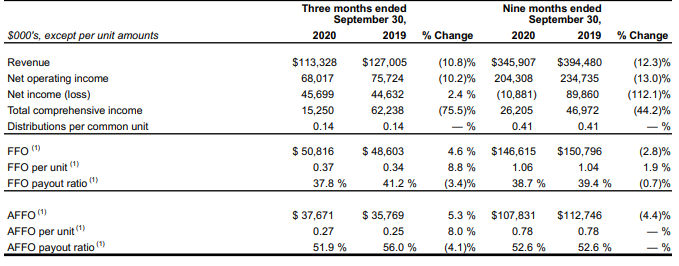 Three months ended Nine months ended
September 30, September 30,
$000's, except per unit amounts 2020 2019 % Change 2020 2019 % Change
Revenue $113,328 $127,005 (10.8)% $345,907 $394,480 (12.3)%
Net operating income 68,017 75,724 (10.2)% 204,308 234,735 (13.0)%
Net income (loss) 45,699 44,632 2.4 % (10,881) 89,860 (112.1)%
Total comprehensive income 15,250 62,238 (75.5)% 26,205 46,972 (44.2)%
Distributions per common unit 0.14 0.14 — % 0.41 0.41 — %
FFO (1) $ 50,816 $ 48,603 4.6 % $146,615 $150,796 (2.8)%
FFO per unit (1) 0.37 0.34 8.8 % 1.06 1.04 1.9 %
FFO payout ratio (1) 37.8 % 41.2 % (3.4)% 38.7 % 39.4 % (0.7)%
AFFO (1) $ 37,671 $ 35,769 5.3 % $107,831 $112,746 (4.4)%
AFFO per unit (1) 0.27 0.25 8.0 % 0.78 0.78 — %
AFFO payout ratio (1) 51.9 % 56.0 % (4.1)% 52.6 % 52.6 % — %